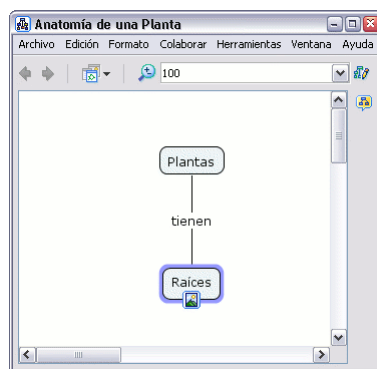 Anatomía de una Planta
Archivo Edición Formato Colaborar Herramientas Ventana Ayuda
100
Plantas
tienen
Raíces